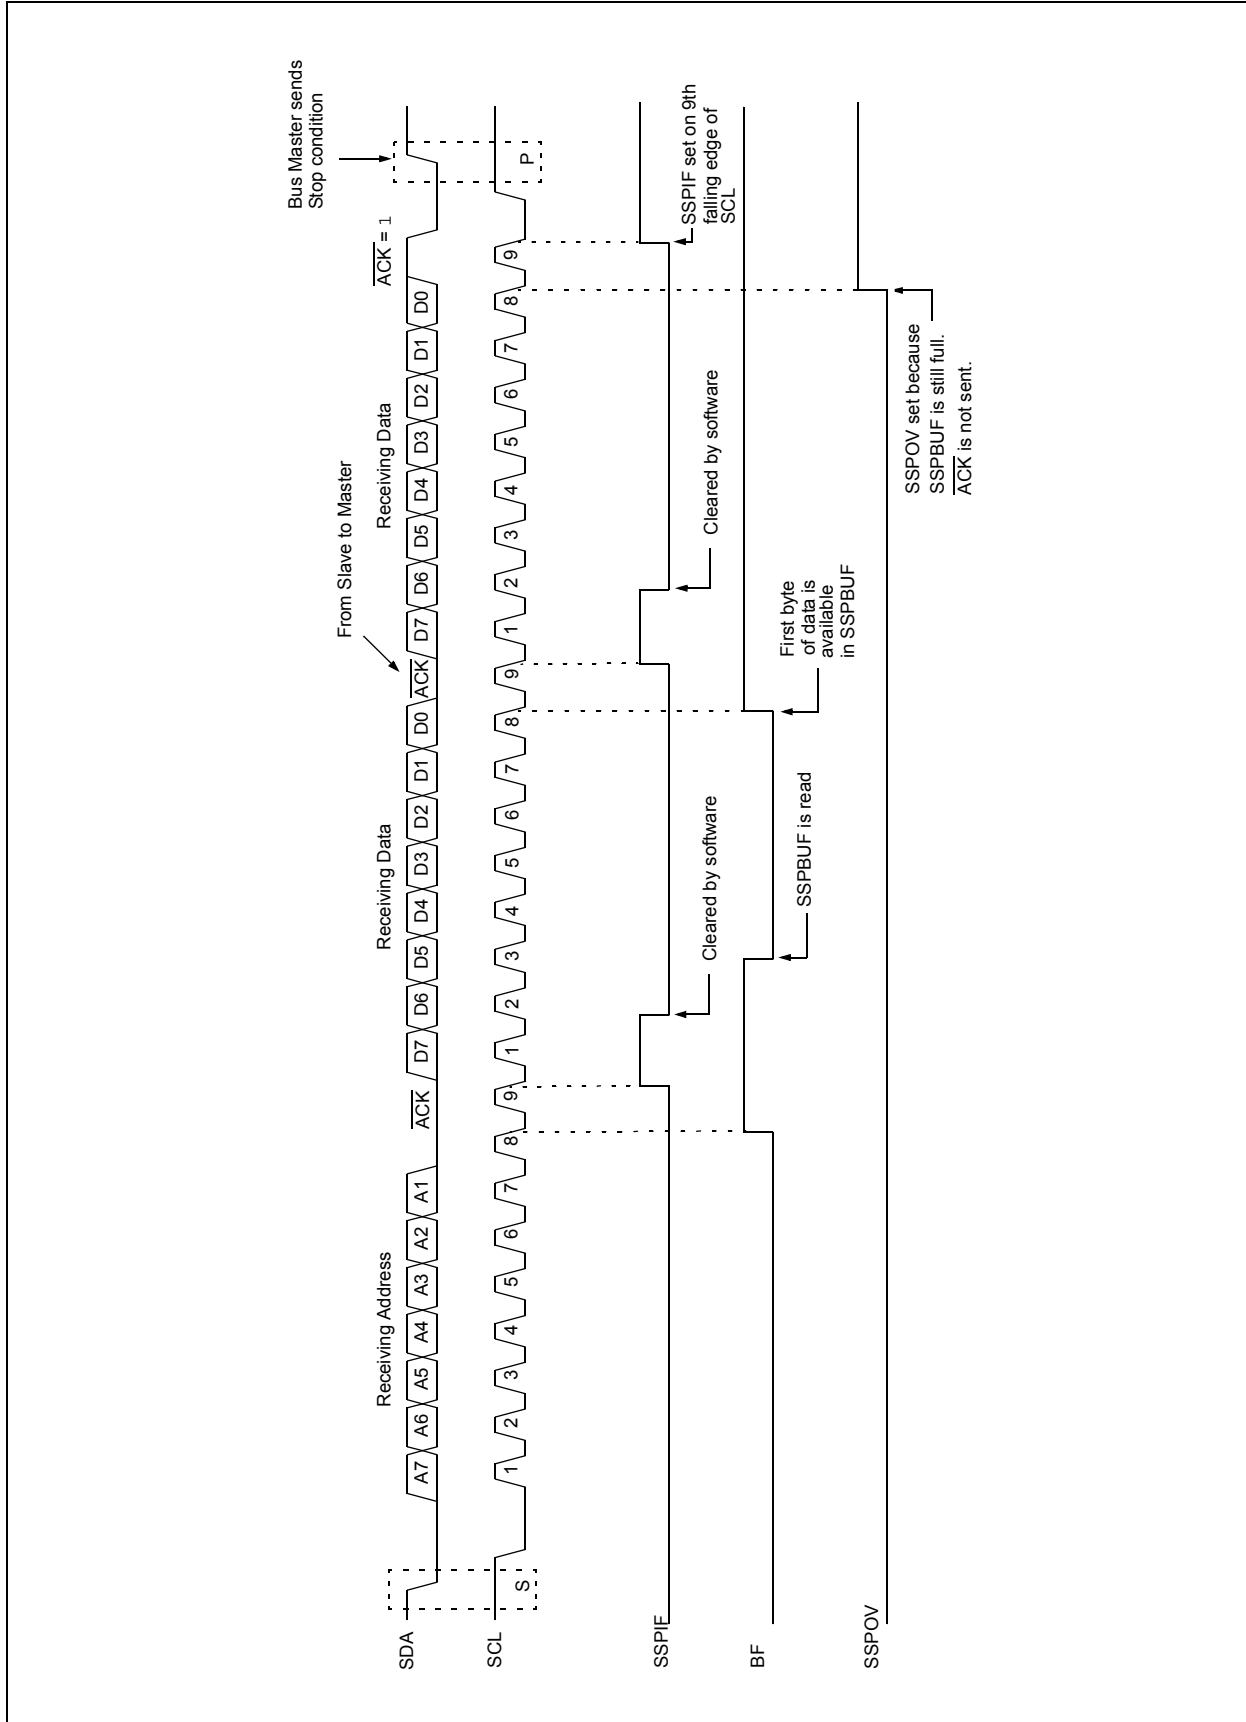 Bus Master sends
Stop condition
From Slave to Master
Receiving Address
Receiving Data
Receiving Data
ACK = 1
SDA
A7 A6 A5 A4 A3 A2 A1 ACK D7 D6 D5 D4 D3 D2 D1 D0 ACK D7 D6 D5 D4 D3 D2 D1 D0
SCL
S 1 2 3 4 5 6 7 8 9 1 2 3 4 5 6 7 8 9 1 2 3 4 5 6 7 8 9 P
SSPIF
Cleared by software
Cleared by software
SSPIF set on 9th
falling edge of
SCL
BF
SSPBUF is read
First byte
of data is
available
in SSPBUF
SSPOV
SSPOV set because
SSPBUF is still full.
ACK is not sent.